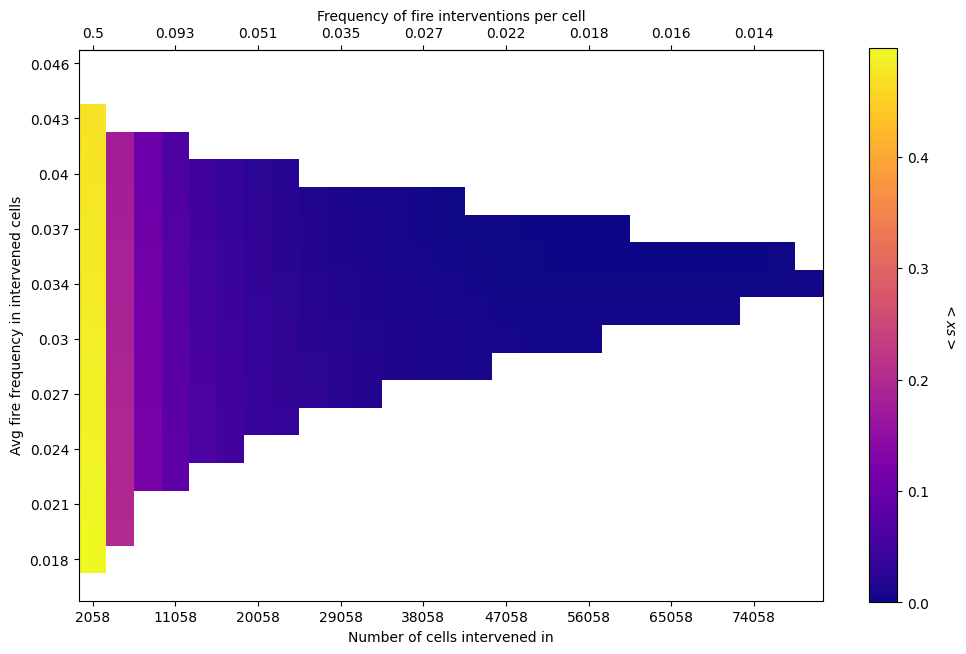 Frequency of fire interventions per cell
0.5 0.093 0.051 0.035 0.027 0.022 0.018 0.016 0.014
Avg fire frequency in intervened cells
0.046
0.043
0.04
0.037
0.034
0.03
0.027
0.024
0.021
0.018
2058 11058 20058 29058 38058 47058 56058 65058 74058
Number of cells intervened in
0.4
0.3
0.2
0.1
0.0
< sx >